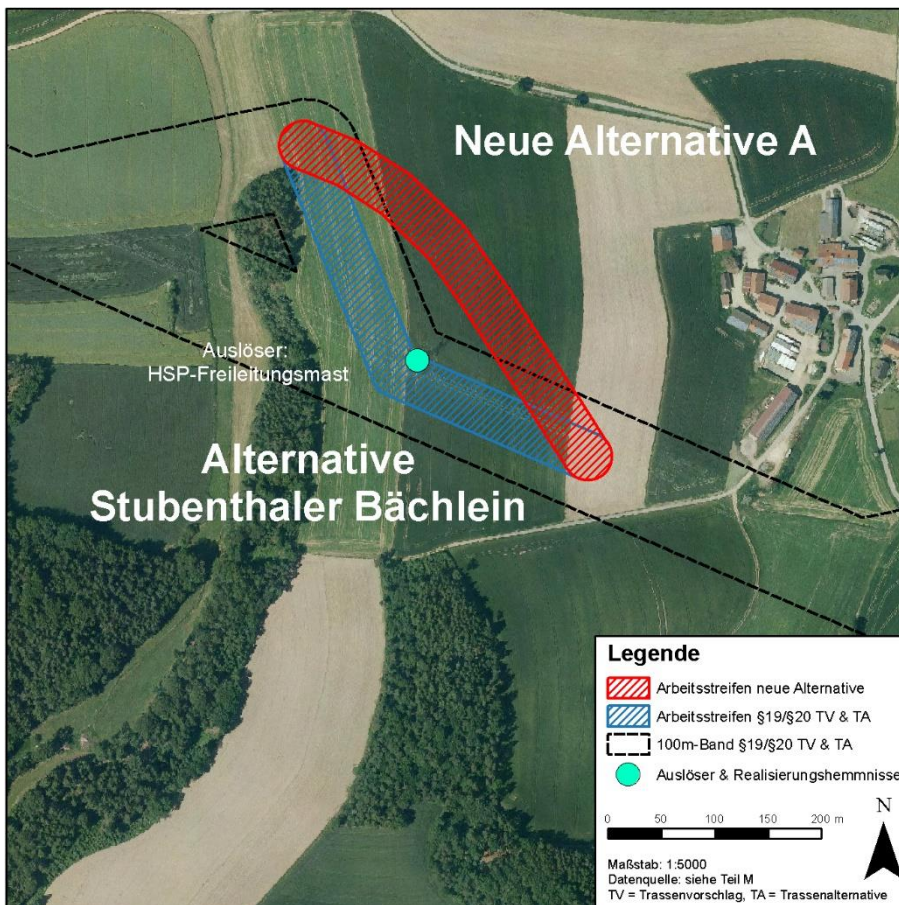 Neue Alternative A
Auslöser:
HSP-Freileitungsmast
Alternative
Stubenthaler Bächlein
Legende
Arbeitsstreifen neue Alternative
Arbeitsstreifen §19/§20 TV & TA
100m-Band §19/§20 TV & TA
Auslöser & Realisierungshemmnisse
N
0 50 100 150 200 m
Maßstab: 1:5000
Datenquelle: siehe Teil M
TV = Trassenvorschlag, TA = Trassenalternative